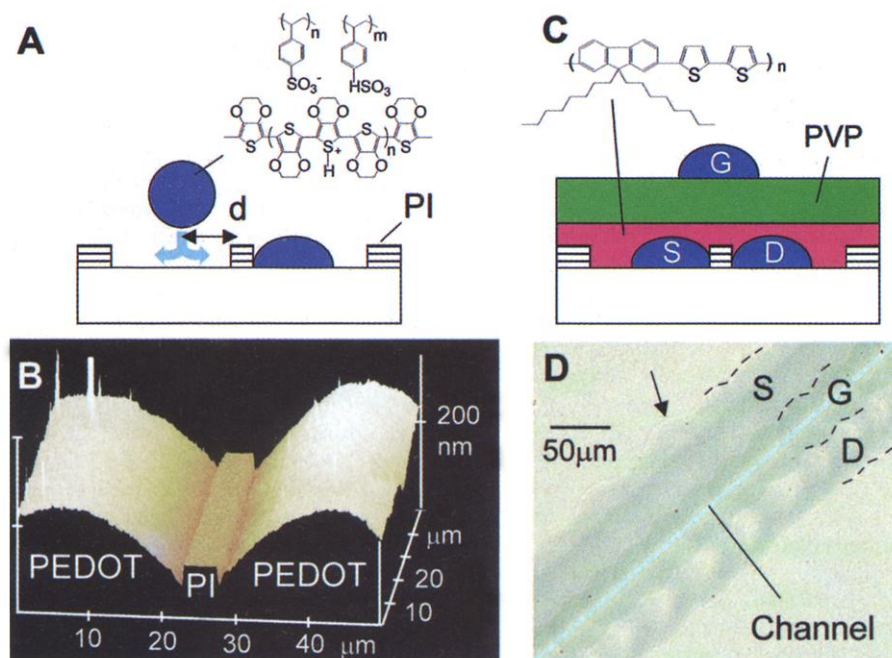 A
n
m
SO3-
HSO3
O O
S
O O
S
O O
S
( )n
S
O O
S+
H
O O
S
d
PI
B
200
nm
PEDOT
PI
PEDOT
μm
20
10
10
20
30
40
μm
C
S
S
n
G
PVP
S
D
D
50μm
S
G
D
Channel